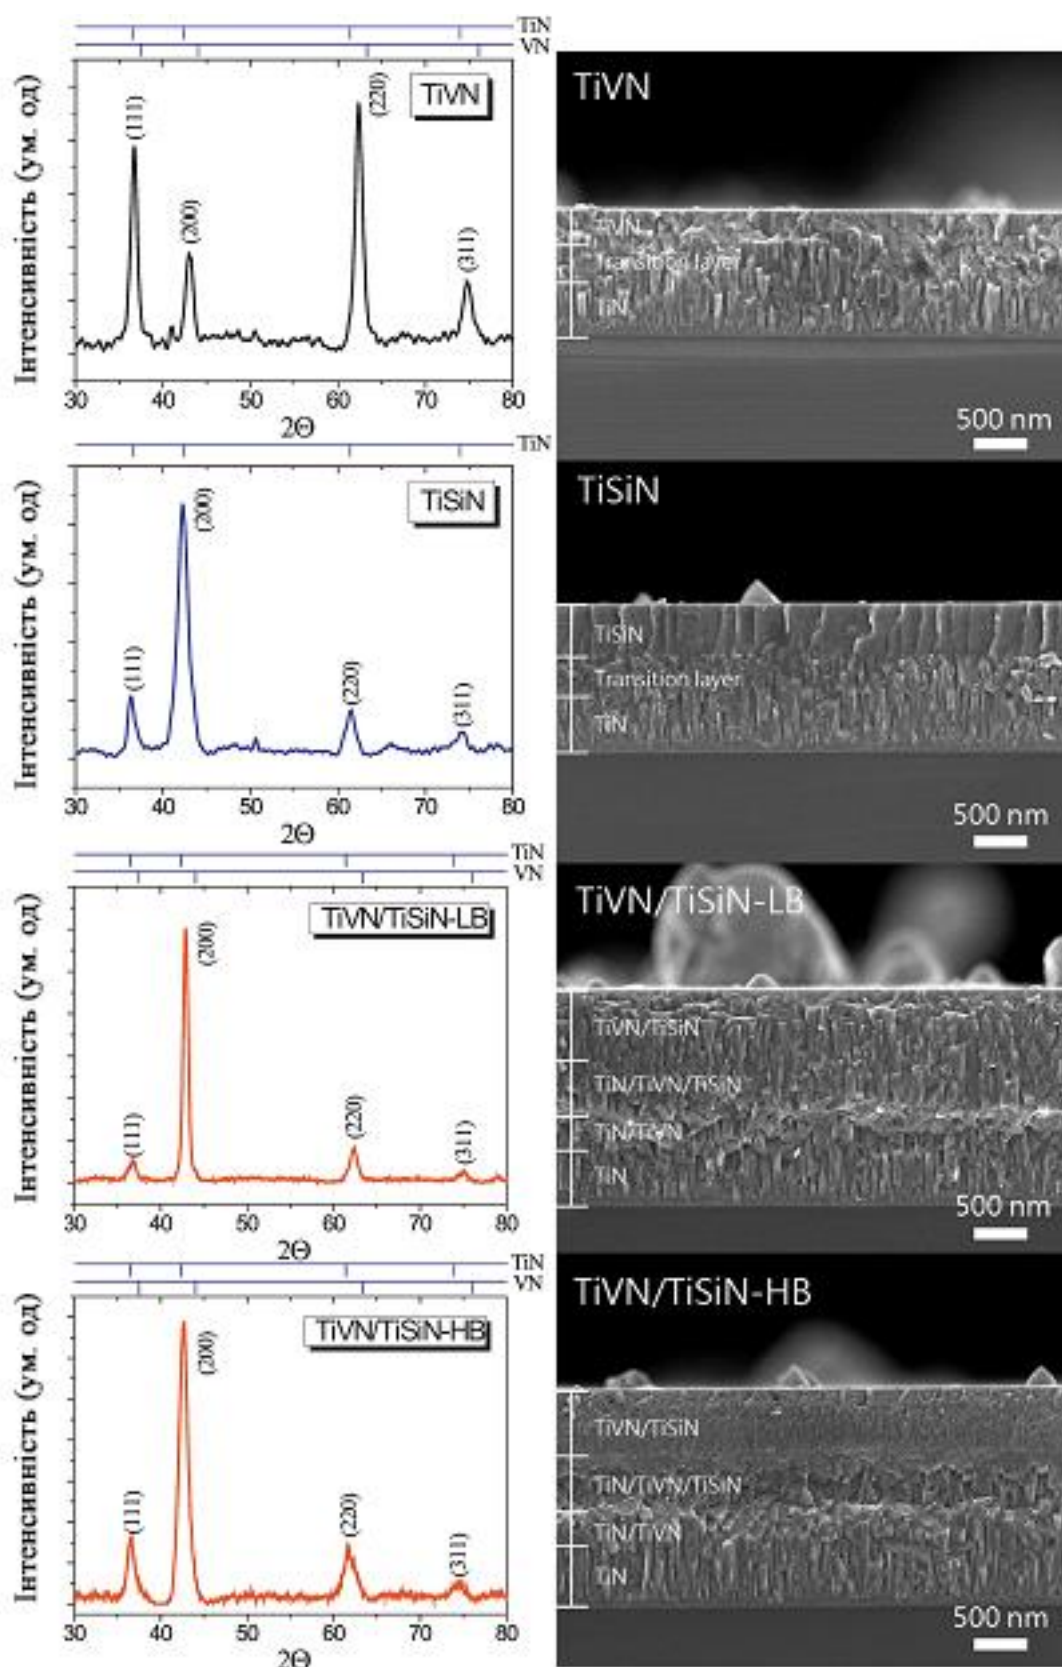 TiN
VN
TiVN
Інтенсивність (ум. од)
(111)
(200)
(220)
(311)
30 40 50 60 70 80
2Θ
TiVN
TiVN
Transition layer
TiN
500 nm
TiN
TiSiN
Інтенсивність (ум. од)
(111)
(200)
(220)
(311)
30 40 50 60 70 80
2Θ
TiSiN
TiSiN
Transition layer
TiN
500 nm
TiN
VN
TiVN/TiSiN-LB
Інтенсивність (ум. од)
(111)
(200)
(220)
(311)
30 40 50 60 70 80
2Θ
TiVN/TiSiN-LB
TiVN/TiSiN
TiN/TiVN/TiSiN
TiN/TiVN
TiN
500 nm
TiN
VN
TiVN/TiSiN-HB
Інтенсивність (ум. од)
(111)
(200)
(220)
(311)
30 40 50 60 70 80
2Θ
TiVN/TiSiN-HB
TiVN/TiSiN
TiN/TiVN/TiSiN
TiN/TiVN
TiN
500 nm